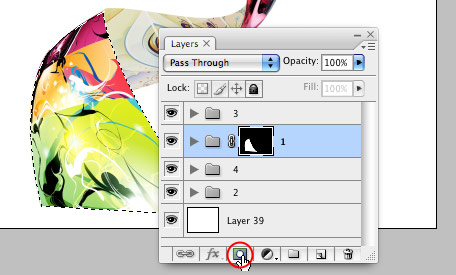 Layers ×
Pass Through Opacity: 100%
Lock: Fill: 100%
3
1
4
2
Layer 39
fx.